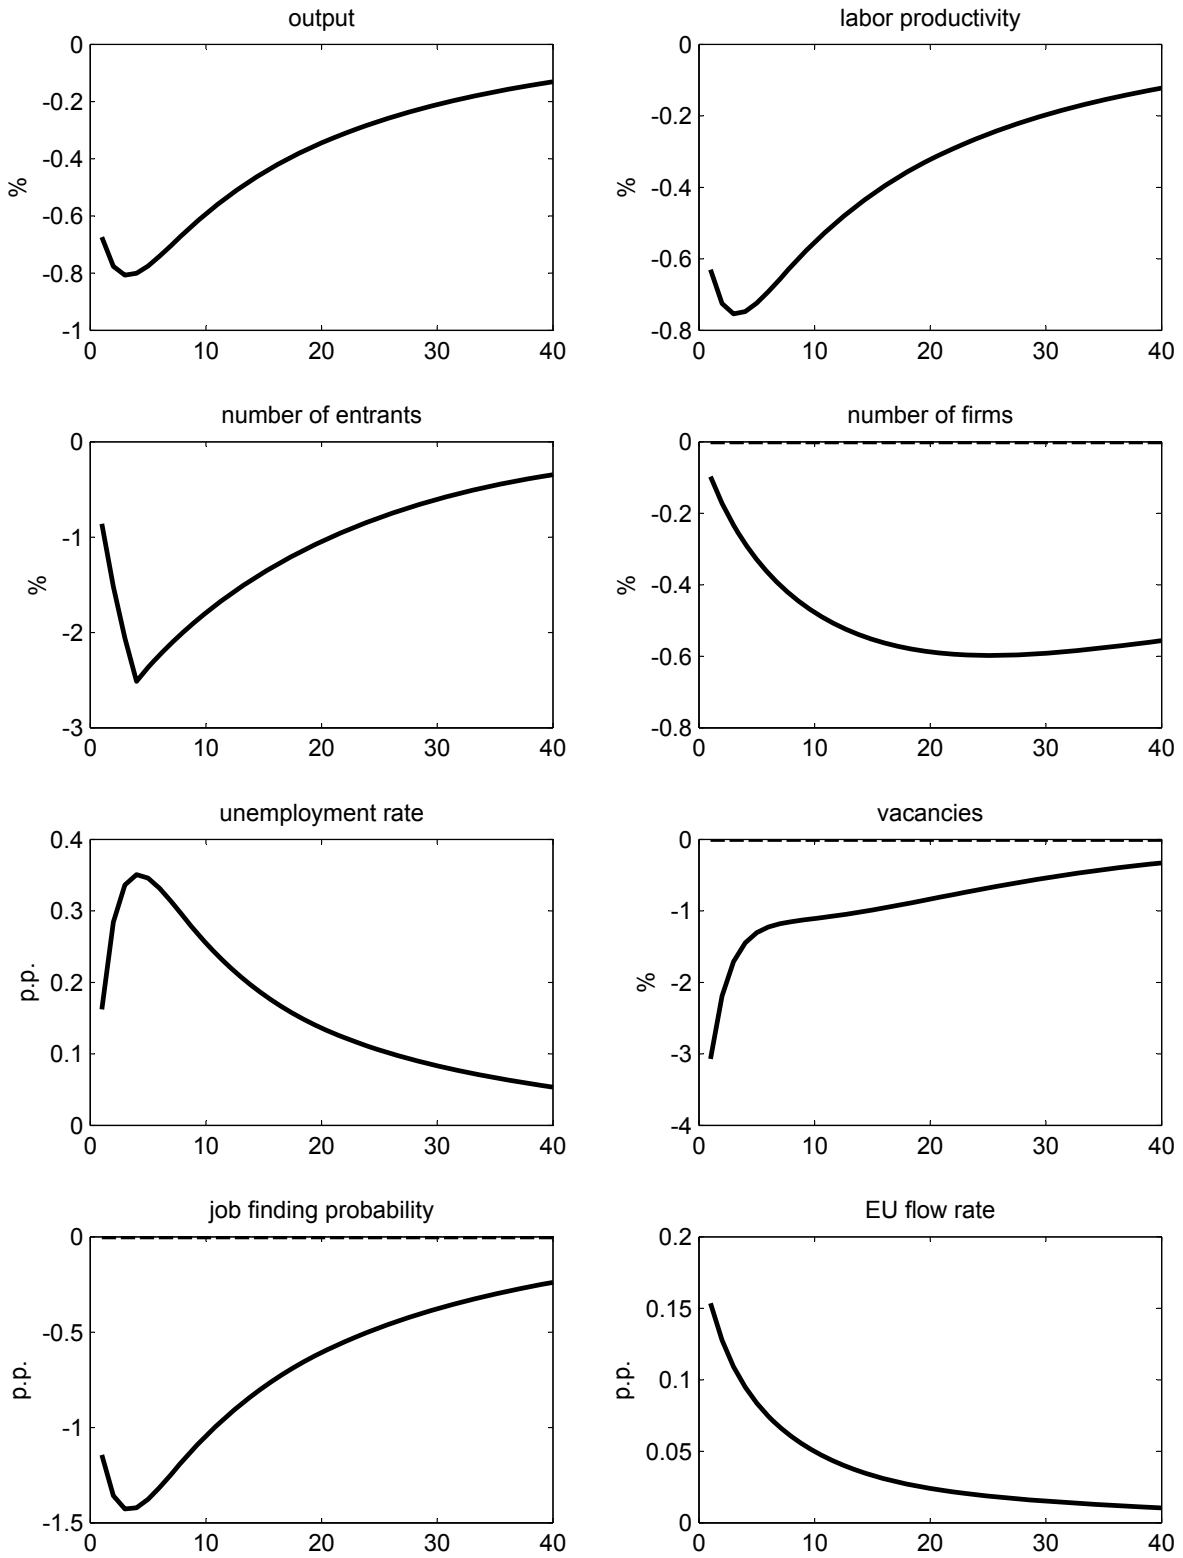 output
0
-0.2
-0.4
-0.6
-0.8
-1
%
0 10 20 30 40
labor productivity
0
-0.2
-0.4
-0.6
-0.8
%
0 10 20 30 40
number of entrants
0
-1
-2
-3
%
0 10 20 30 40
number of firms
0
-0.2
-0.4
-0.6
-0.8
%
0 10 20 30 40
unemployment rate
0.4
0.3
0.2
0.1
0
p.p.
0 10 20 30 40
vacancies
0
-1
-2
-3
-4
%
0 10 20 30 40
job finding probability
0
-0.5
-1
-1.5
p.p.
0 10 20 30 40
EU flow rate
0.2
0.15
0.1
0.05
0
p.p.
0 10 20 30 40